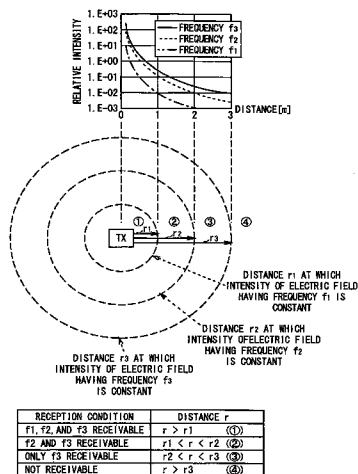 RELATIVE INTENSITY
1.E+03
1.E+02
1.E+01
1.E+00
1.E-01
1.E-02
1.E-03
FREQUENCY f3
FREQUENCY f2
FREQUENCY f1
0 1 2 3 DISTANCE[m]
① ② ③ ④
TX
r1
r2
r3
DISTANCE r1 AT WHICH
INTENSITY OF ELECTRIC FIELD
HAVING FREQUENCY f1 IS
CONSTANT
DISTANCE r2 AT WHICH
INTENSITY OFELECTRIC FIELD
HAVING FREQUENCY f2
IS CONSTANT
DISTANCE r3 AT WHICH
INTENSITY OF ELECTRIC FIELD
HAVING FREQUENCY f3
IS CONSTANT
RECEPTION CONDITION DISTANCE r
f1, f2, AND f3 RECEIVABLE r > r1 (①)
f2 AND f3 RECEIVABLE r1 < r < r2 (②)
ONLY f3 RECEIVABLE r2 < r < r3 (③)
NOT RECEIVABLE r > r3 (④)